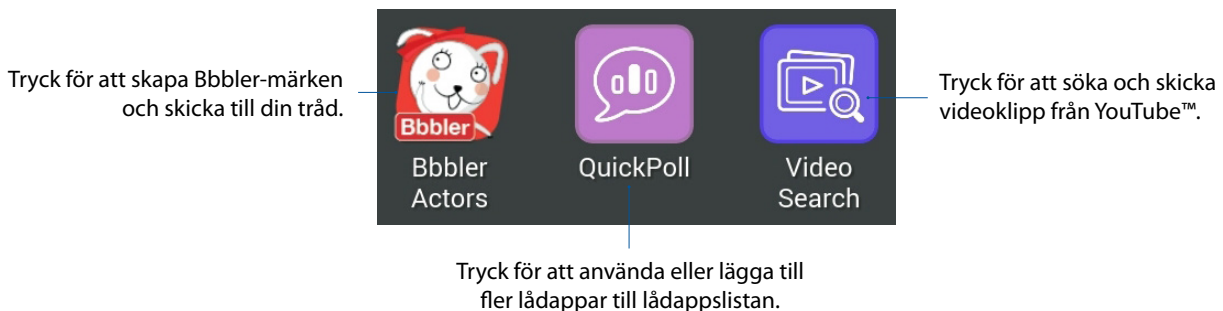 Tryck för att skapa Bbbler-märken
och skicka till din tråd.
Bbbler
Bbbler
Actors
QuickPoll
Video
Search
Tryck för att söka och skicka
videoklipp från YouTube™.
Tryck för att använda eller lägga till
fler lådappar till lådappslistan.